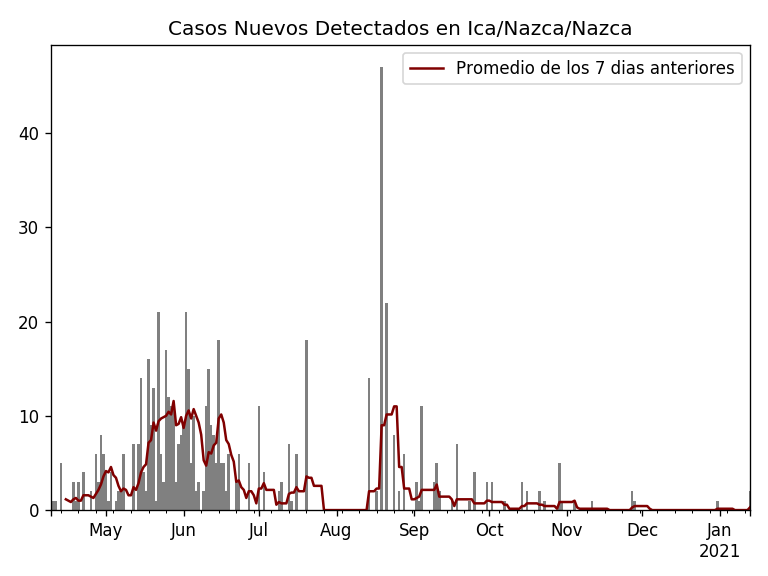 Casos Nuevos Detectados en Ica/Nazca/Nazca
Promedio de los 7 dias anteriores
40
30
20
10
0
May Jun Jul Aug Sep Oct Nov Dec Jan
2021